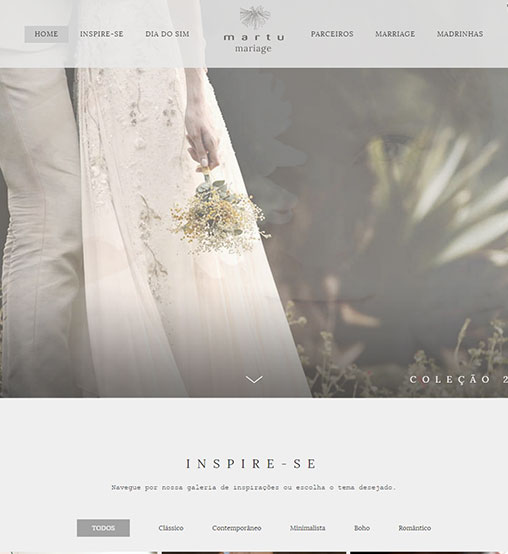 HOME INSPIRE-SE DIA DO SIM martu mariage PARCEIROS MARRIAGE MADRINHAS
COLEÇÃO 2
INSPIRE-SE
Navegue por nossa galeria de inspirações ou escolha o tema desejado.
TODOS Clássico Contemporâneo Minimalista Boho Romântico